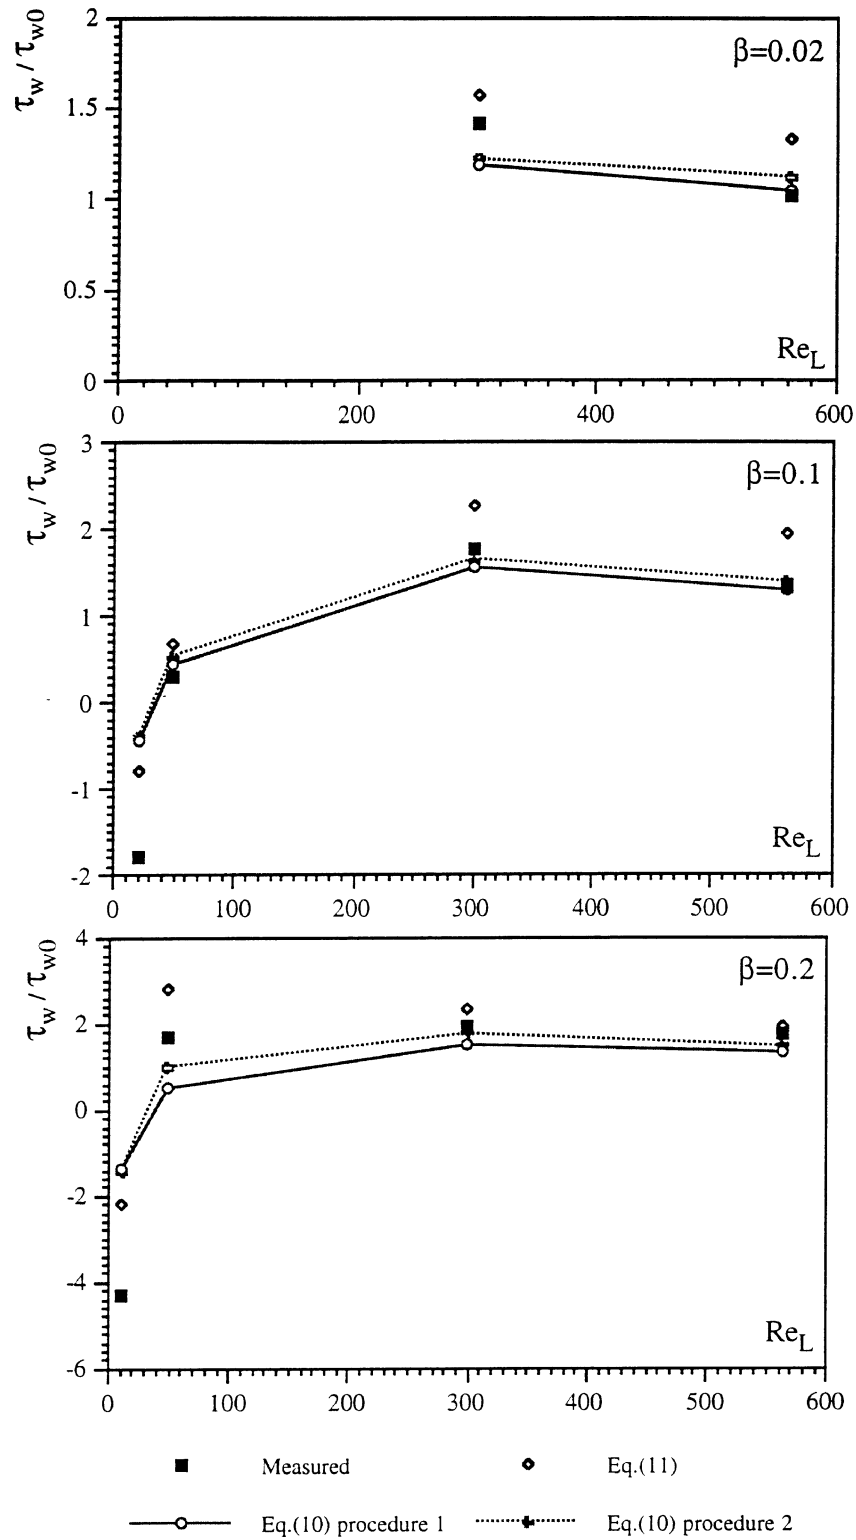 τw / τw0
2
1.5
1
0.5
0
β=0.02
ReL
0 200 400 600
τw / τw0
3
2
1
0
-1
-2
β=0.1
ReL
0 100 200 300 400 500 600
τw / τw0
4
2
0
-2
-4
-6
β=0.2
ReL
0 100 200 300 400 500 600
Measured Eq.(11)
Eq.(10) procedure 1 Eq.(10) procedure 2